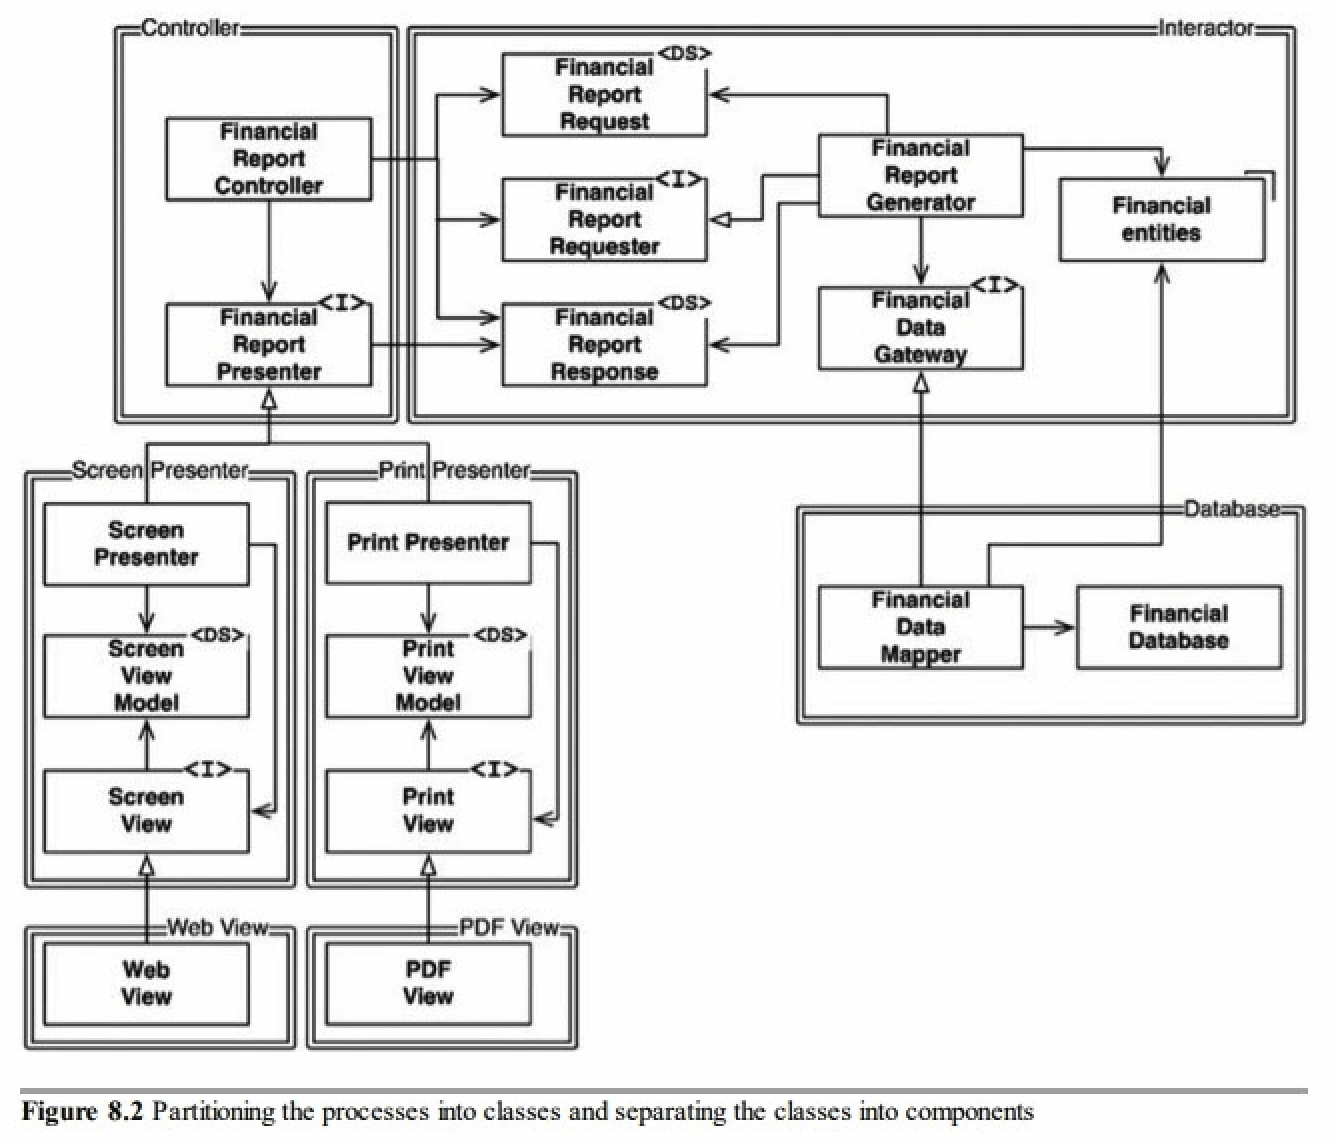 Controller
Interactor
<DS>
Financial
Report
Request
Financial
Report
Controller
Financial
Report
Generator
<I>
Financial
Report
Requester
Financial
entities
<I>
Financial
Report
Presenter
<DS>
Financial
Report
Response
<I>
Financial
Data
Gateway
Screen Presenter
Print Presenter
Database
Screen
Presenter
Print Presenter
Financial
Data
Mapper
Financial
Database
<DS>
Screen
View
Model
<DS>
Print
View
Model
<I>
Screen
View
<I>
Print
View
Web View
PDF View
Web
View
PDF
View
Figure 8.2 Partitioning the processes into classes and separating the classes into components